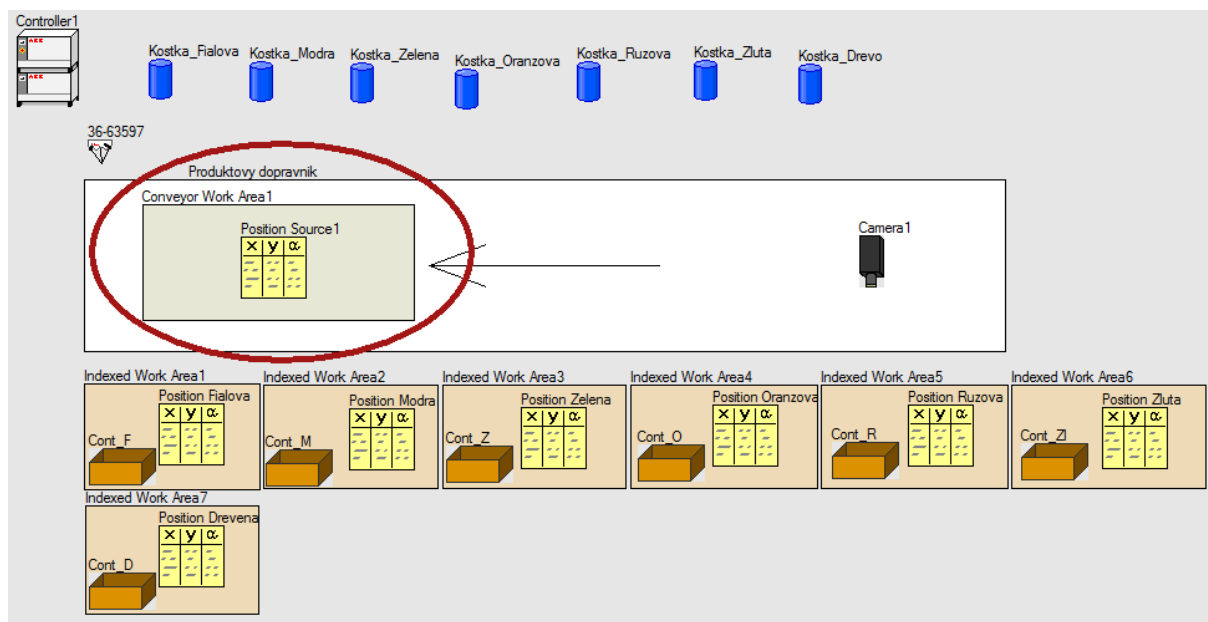 Controller1
ABB
ABB
Kostka_Fialova
Kostka_Modra
Kostka_Zelena
Kostka_Oranzova
Kostka_Ruzova
Kostka_Zluta
Kostka_Drevo
36-63597
Produktovy dopravnik
Conveyor Work Area1
Position Source1
x y α
Camera1
Indexed Work Area1
Indexed Work Area2
Indexed Work Area3
Indexed Work Area4
Indexed Work Area5
Indexed Work Area6
Position Fialova
x y α
Cont_F
Position Modra
x y α
Cont_M
Position Zelena
x y α
Cont_Z
Position Oranzova
x y α
Cont_O
Position Ruzova
x y α
Cont_R
Position Zluta
x y α
Cont_Zl
Indexed Work Area7
Position Drevena
x y α
Cont_D